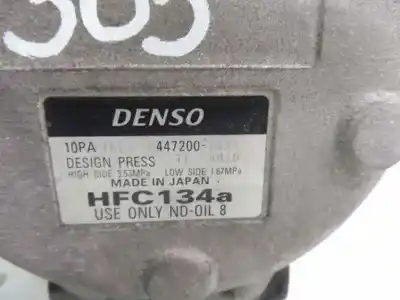 303
DENSO
10PA 447200-
DESIGN PRESS
HIGH SIDE 3.53MPa LOW SIDE 1.67MPa
MADE IN JAPAN
HFC134a
USE ONLY ND-OIL 8